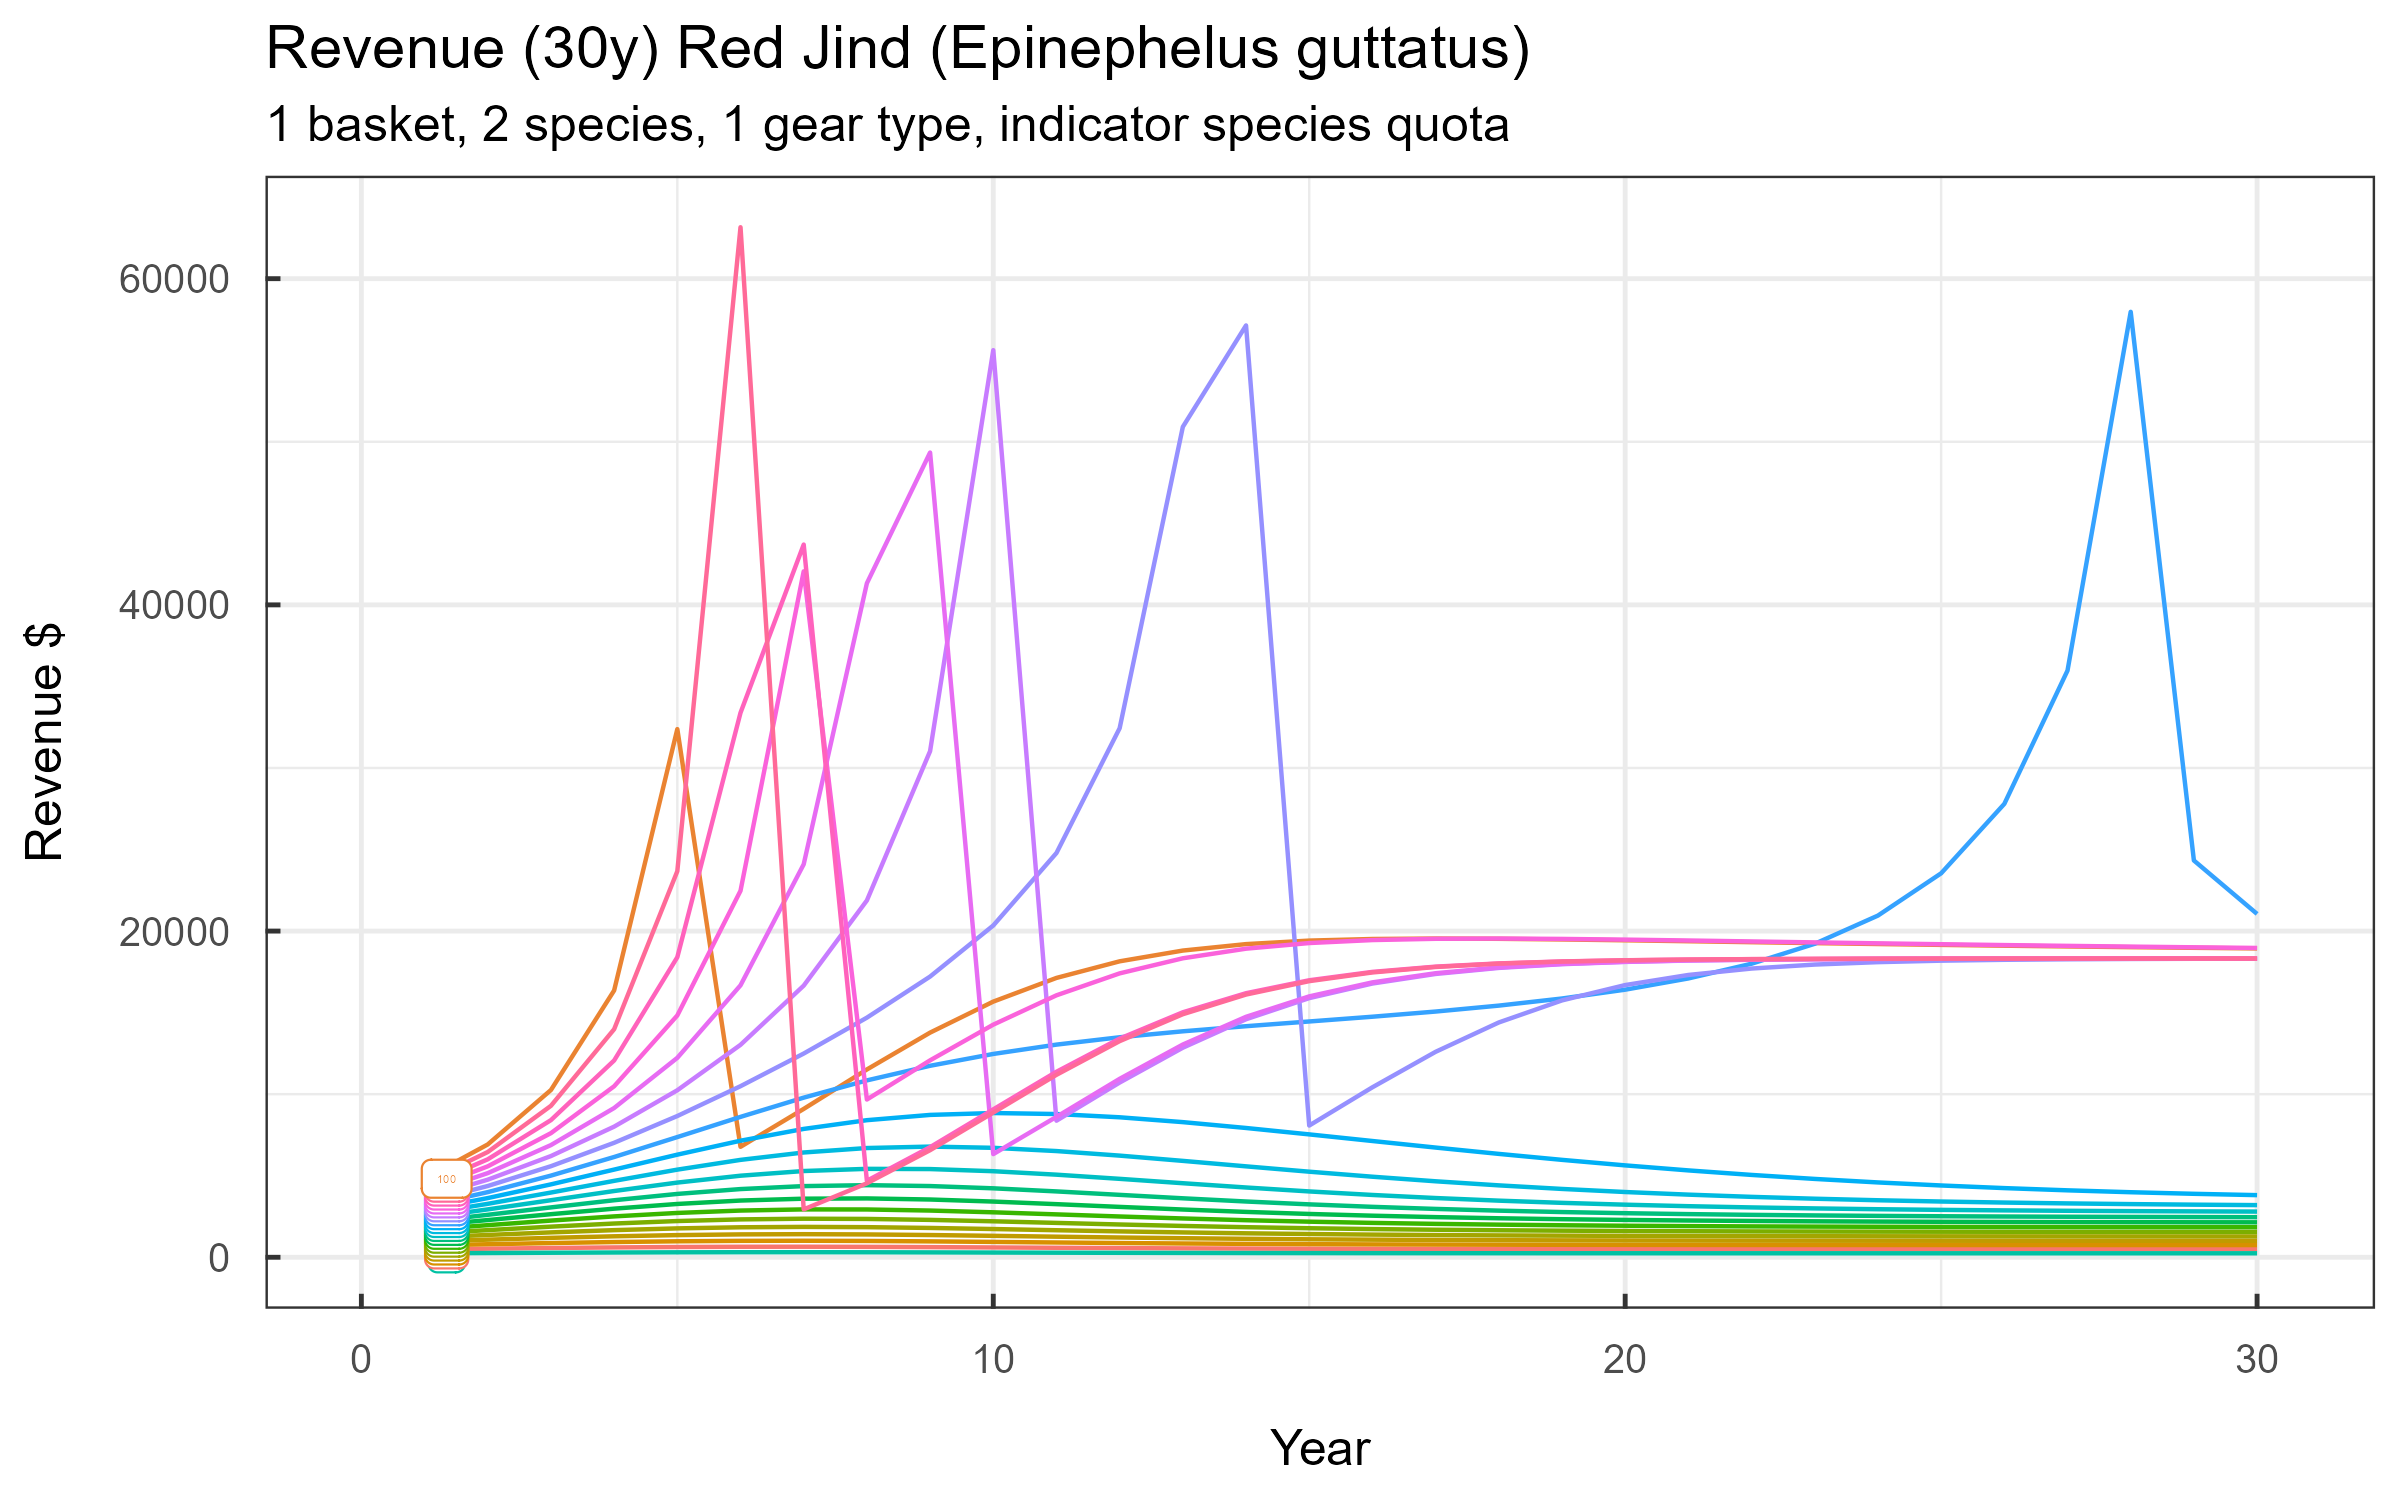 Revenue (30y) Red Jind (Epinephelus guttatus)
1 basket, 2 species, 1 gear type, indicator species quota
60000
40000
20000
0
Revenue $
100
0 10 20 30
Year